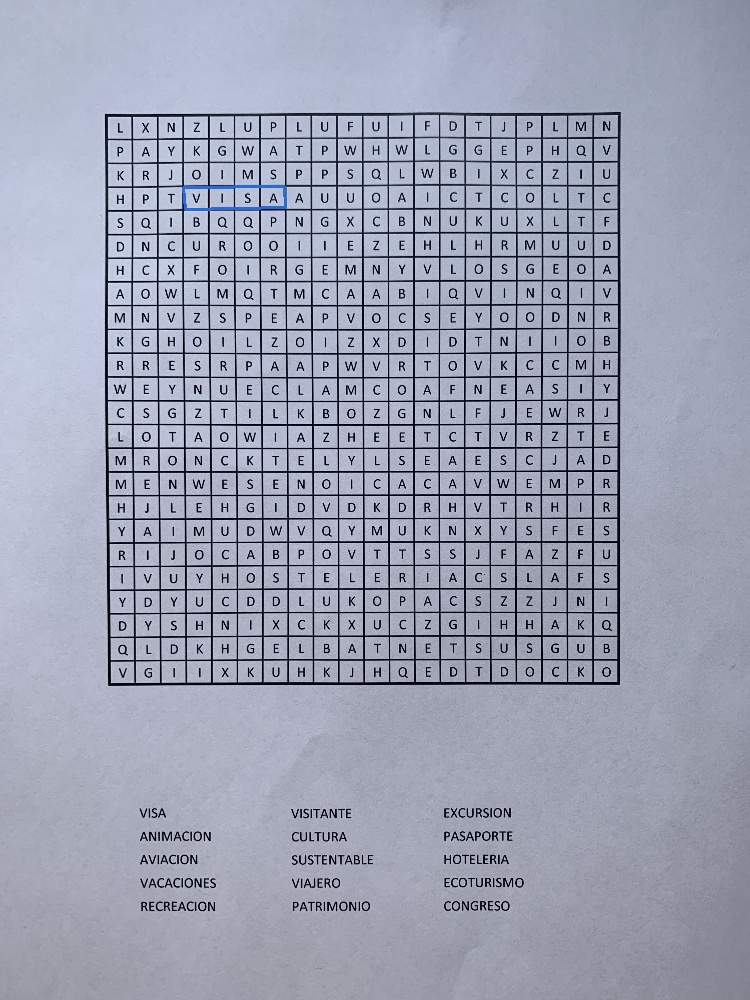 L X N Z L U P L U F U I F D T J P L M N
P A Y K G W A T P W H W L G G E P H Q V
K R J O I M S P P S Q L W B I X C Z I U
H P T V I S A A U U O A I C T C O L T C
S Q I B Q Q P N G X C B N U K U X L T F
D N C U R O O I I E Z E H L H R M U U D
H C X F O I R G E M N Y V L O S G E O A
A O W L M Q T M C A A B I Q V I N Q I V
M N V Z S P E A P V O C S E Y O O D N R
K G H O I L Z O I Z X D I D T N I I O B
R R E S R P A A P W V R T O V K C C M H
W E Y N U E C L A M C O A F N E A S I Y
C S G Z T I L K B O Z G N L F J E W R J
L O T A O W I A Z H E E T C T V R Z T E
M R O N C K T E L Y L S E A E S C J A D
M E N W E S E N O I C A C A V W E M P R
H J L E H G I D V D K D R H V T R H I R
Y A I M U D W V Q Y M U K N X Y S F E S
R I J O C A B P O V T T S S J F A Z F U
I V U Y H O S T E L E R I A C S L A F S
Y D Y U C D D L U K O P A C S Z Z J N I
D Y S H N I X C K X U C Z G I H H A K Q
Q L D K H G E L B A T N E T S U S G U B
V G I I X K U H K J H Q E D T D O C K O
VISA VISITANTE EXCURSION
ANIMACION CULTURA PASAPORTE
AVIACION SUSTENTABLE HOTELERIA
VACACIONES VIAJERO ECOTURISMO
RECREACION PATRIMONIO CONGRESO